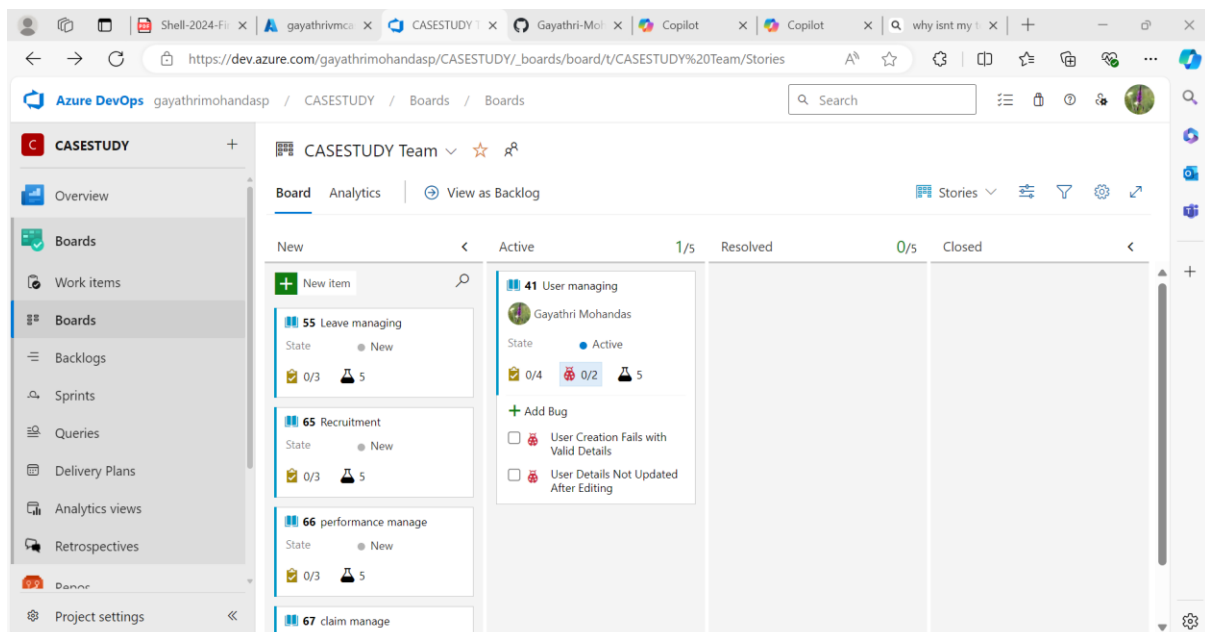 Shell-2024-Fi
gayathrivmca
CASESTUDY T
Gayathri-Moh
Copilot
Copilot
why isnt my t
https://dev.azure.com/gayathrimohandasp/CASESTUDY/_boards/board/t/CASESTUDY%20Team/Stories
Azure DevOps gayathrimohandasp / CASESTUDY / Boards / Boards
Search
C CASESTUDY
CASESTUDY Team
Overview
Board Analytics View as Backlog
Stories
Boards
New
Active 1/5
Resolved 0/5
Closed
Work items
Boards
Backlogs
Sprints
Queries
Delivery Plans
Analytics views
Retrospectives
Repos
Project settings
New item
55 Leave managing
State New
0/3 5
65 Recruitment
State New
0/3 5
66 performance manage
State New
0/3 5
67 claim manage
41 User managing
Gayathri Mohandas
State Active
0/4 0/2 5
Add Bug
User Creation Fails with
Valid Details
User Details Not Updated
After Editing